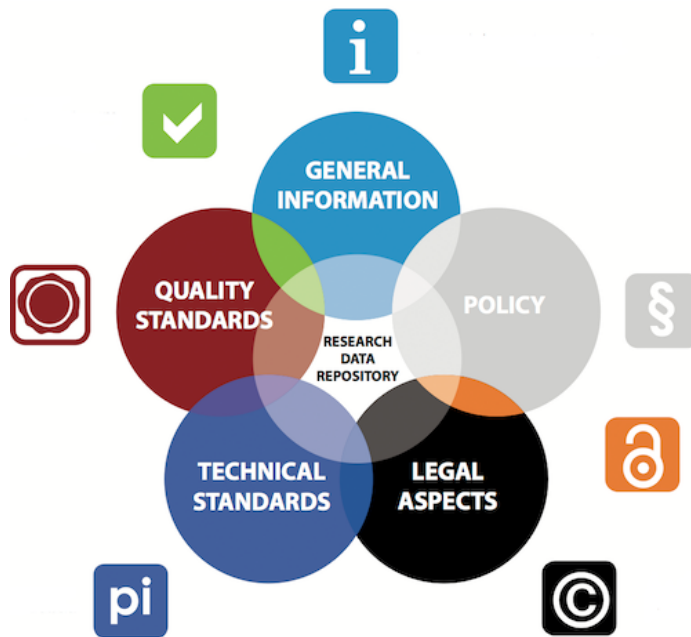 i
GENERAL
INFORMATION
QUALITY
STANDARDS
POLICY
§
RESEARCH
DATA
REPOSITORY
TECHNICAL
STANDARDS
LEGAL
ASPECTS
pi
©